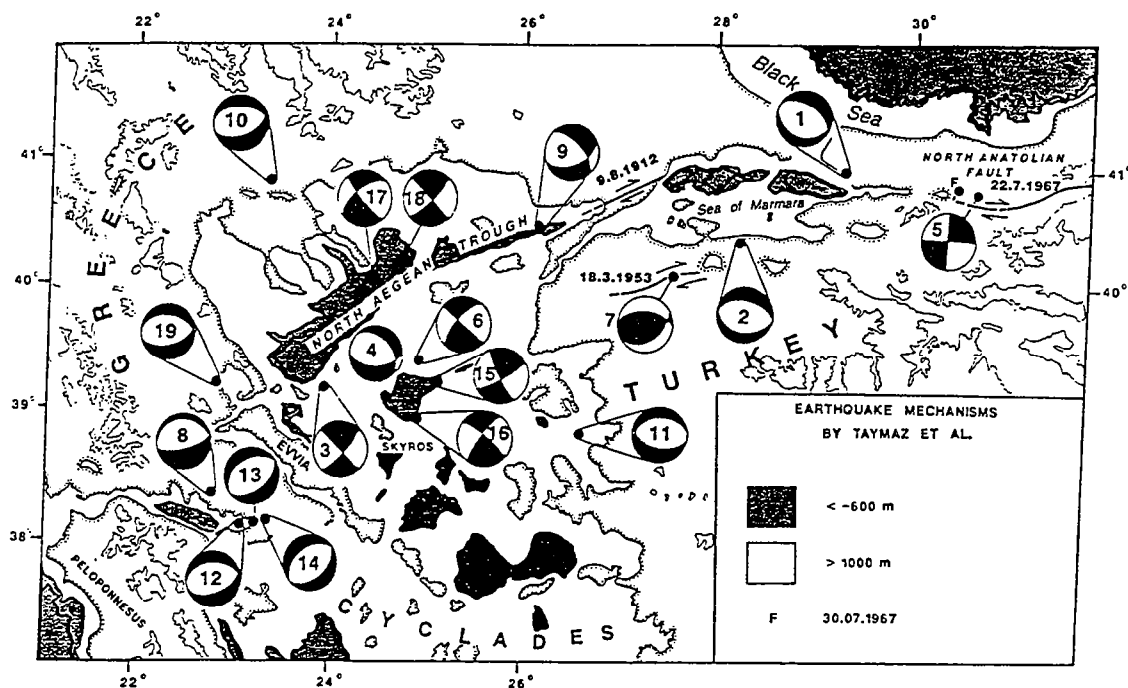 22° 24° 26° 28° 30°
Black Sea
10
1
GREECE
41°
9
9.8.1912
NORTH ANATOLIAN
FAULT
41°
F 22.7.1967
17
18
Sea of Marmara
5
NORTH AEGEAN TROUGH
40°
18.3.1953
40°
19
6
7
2
4
TURKEY
15
39°
EARTHQUAKE MECHANISMS
BY TAYMAZ ET AL.
8
EVVIA
3
SKYROS
16
11
13
< -600 m
38°
PELOPONNESUS
12
14
> 1000 m
CYCLADES
F 30.07.1967
22° 24° 26°